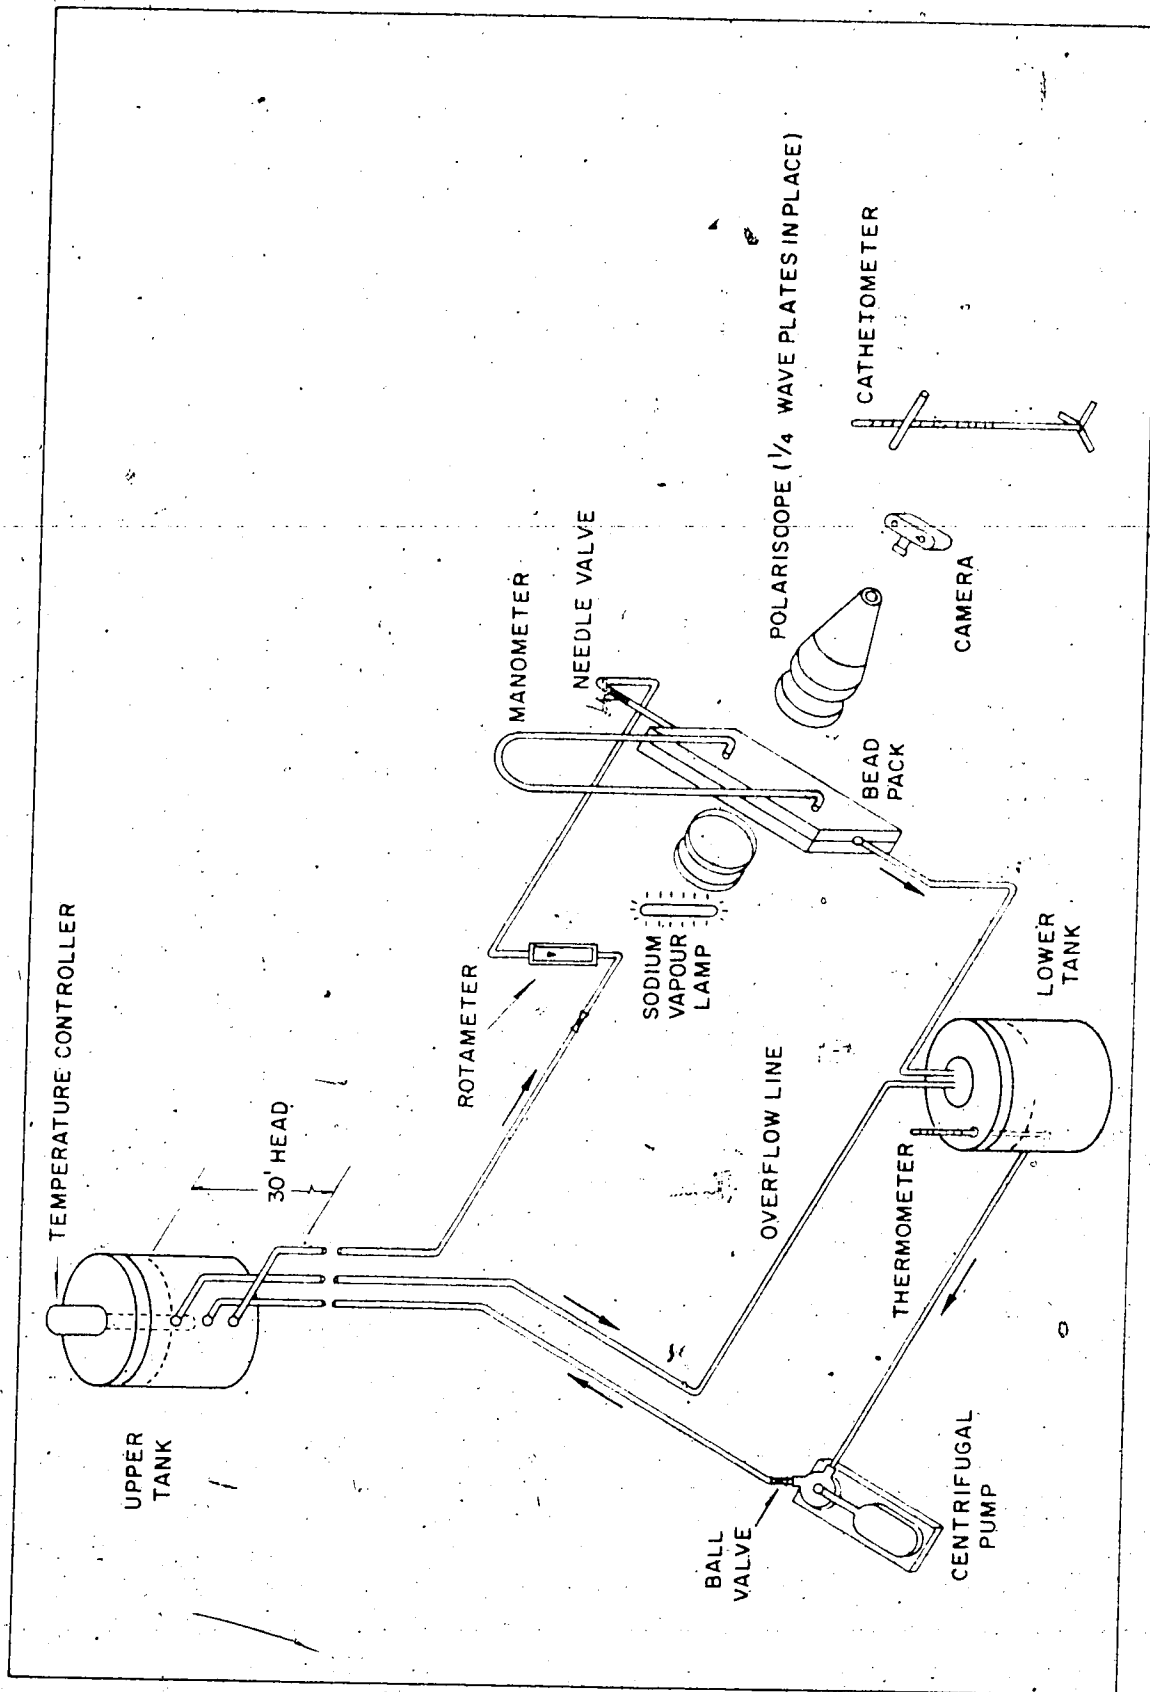 TEMPERATURE CONTROLLER
UPPER
TANK
30' HEAD
ROTAMETER
MANOMETER
NEEDLE VALVE
SODIUM
VAPOUR
LAMP
POLARISCOPE (1/4 WAVE PLATES IN PLACE)
CATHETOMETER
CAMERA
BEAD
PACK
OVERFLOW LINE
THERMOMETER
LOWER
TANK
BALL
VALVE
CENTRIFUGAL
PUMP